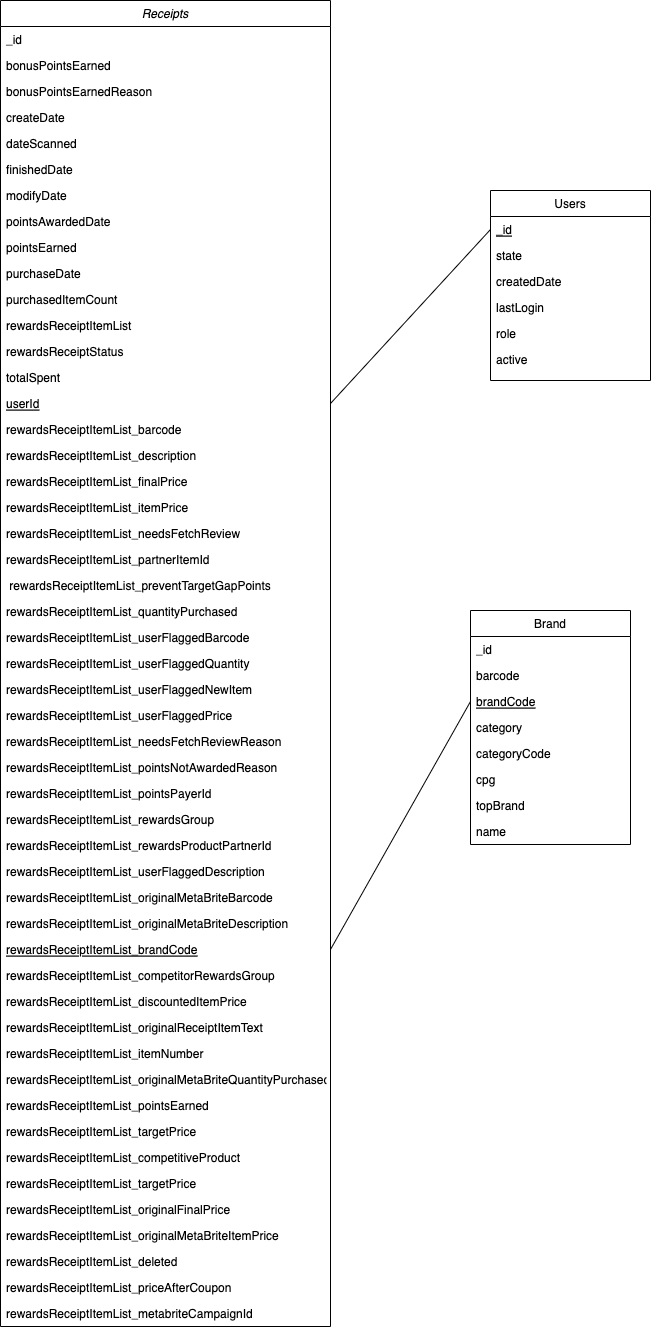 Receipts
_id
bonusPointsEarned
bonusPointsEarnedReason
createDate
dateScanned
finishedDate
modifyDate
pointsAwardedDate
pointsEarned
purchaseDate
purchasedItemCount
rewardsReceiptItemList
rewardsReceiptStatus
totalSpent
userId
rewardsReceiptItemList_barcode
rewardsReceiptItemList_description
rewardsReceiptItemList_finalPrice
rewardsReceiptItemList_itemPrice
rewardsReceiptItemList_needsFetchReview
rewardsReceiptItemList_partnerItemId
rewardsReceiptItemList_preventTargetGapPoints
rewardsReceiptItemList_quantityPurchased
rewardsReceiptItemList_userFlaggedBarcode
rewardsReceiptItemList_userFlaggedQuantity
rewardsReceiptItemList_userFlaggedNewItem
rewardsReceiptItemList_userFlaggedPrice
rewardsReceiptItemList_needsFetchReviewReason
rewardsReceiptItemList_pointsNotAwardedReason
rewardsReceiptItemList_pointsPayerId
rewardsReceiptItemList_rewardsGroup
rewardsReceiptItemList_rewardsProductPartnerId
rewardsReceiptItemList_userFlaggedDescription
rewardsReceiptItemList_originalMetaBriteBarcode
rewardsReceiptItemList_originalMetaBriteDescription
rewardsReceiptItemList_brandCode
rewardsReceiptItemList_competitorRewardsGroup
rewardsReceiptItemList_discountedItemPrice
rewardsReceiptItemList_originalReceiptItemText
rewardsReceiptItemList_itemNumber
rewardsReceiptItemList_originalMetaBriteQuantityPurchased
rewardsReceiptItemList_pointsEarned
rewardsReceiptItemList_targetPrice
rewardsReceiptItemList_competitiveProduct
rewardsReceiptItemList_targetPrice
rewardsReceiptItemList_originalFinalPrice
rewardsReceiptItemList_originalMetaBriteItemPrice
rewardsReceiptItemList_deleted
rewardsReceiptItemList_priceAfterCoupon
rewardsReceiptItemList_metabriteCampaignId
Users
_id
state
createdDate
lastLogin
role
active
Brand
_id
barcode
brandCode
category
categoryCode
cpg
topBrand
name